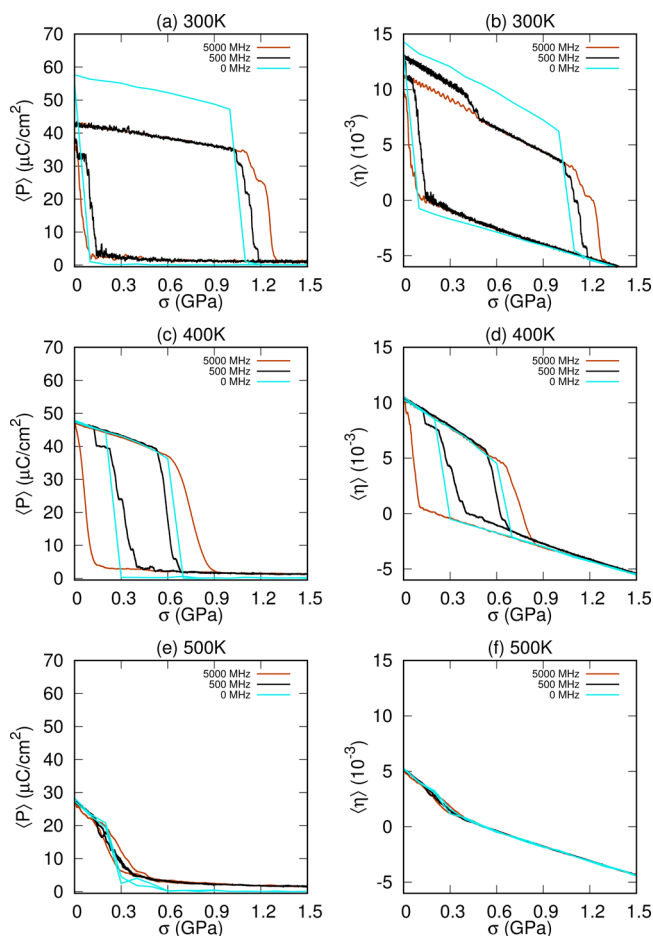 (a) 300K
⟨P⟩ (μC/cm²)
70
60
50
40
30
20
10
0
5000 MHz
500 MHz
0 MHz
0 0.3 0.6 0.9 1.2 1.5
σ (GPa)
(b) 300K
⟨η⟩ (10⁻³)
15
10
5
0
-5
5000 MHz
500 MHz
0 MHz
0 0.3 0.6 0.9 1.2 1.5
σ (GPa)
(c) 400K
⟨P⟩ (μC/cm²)
70
60
50
40
30
20
10
0
5000 MHz
500 MHz
0 MHz
0 0.3 0.6 0.9 1.2 1.5
σ (GPa)
(d) 400K
⟨η⟩ (10⁻³)
15
10
5
0
-5
5000 MHz
500 MHz
0 MHz
0 0.3 0.6 0.9 1.2 1.5
σ (GPa)
(e) 500K
⟨P⟩ (μC/cm²)
70
60
50
40
30
20
10
0
5000 MHz
500 MHz
0 MHz
0 0.3 0.6 0.9 1.2 1.5
σ (GPa)
(f) 500K
⟨η⟩ (10⁻³)
15
10
5
0
-5
5000 MHz
500 MHz
0 MHz
0 0.3 0.6 0.9 1.2 1.5
σ (GPa)